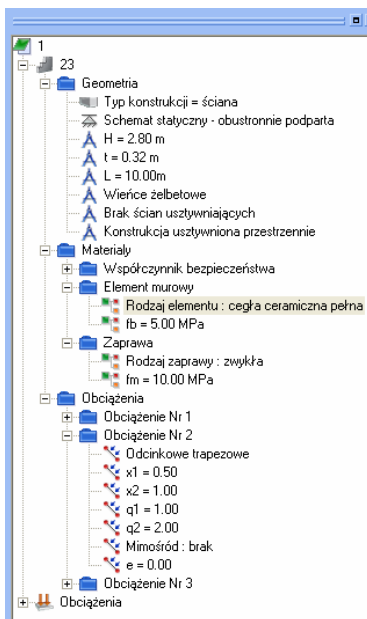 1
23
Geometria
Typ konstrukcji = ściana
Schemat statyczny - obustronnie podparta
H = 2.80 m
t = 0.32 m
L = 10.00m
Wieńce żelbetowe
Brak ścian usztywniających
Konstrukcja usztywniona przestrzennie
Materiały
Współczynnik bezpieczeństwa
Element murowy
Rodzaj elementu : cegła ceramiczna pełna
fb = 5.00 MPa
Zaprawa
Rodzaj zaprawy : zwykła
fm = 10.00 MPa
Obciążenia
Obciążenie Nr 1
Obciążenie Nr 2
Odcinkowe trapezowe
x1 = 0.50
x2 = 1.00
q1 = 1.00
q2 = 2.00
Mimośród : brak
e = 0.00
Obciążenie Nr 3
Obciążenia